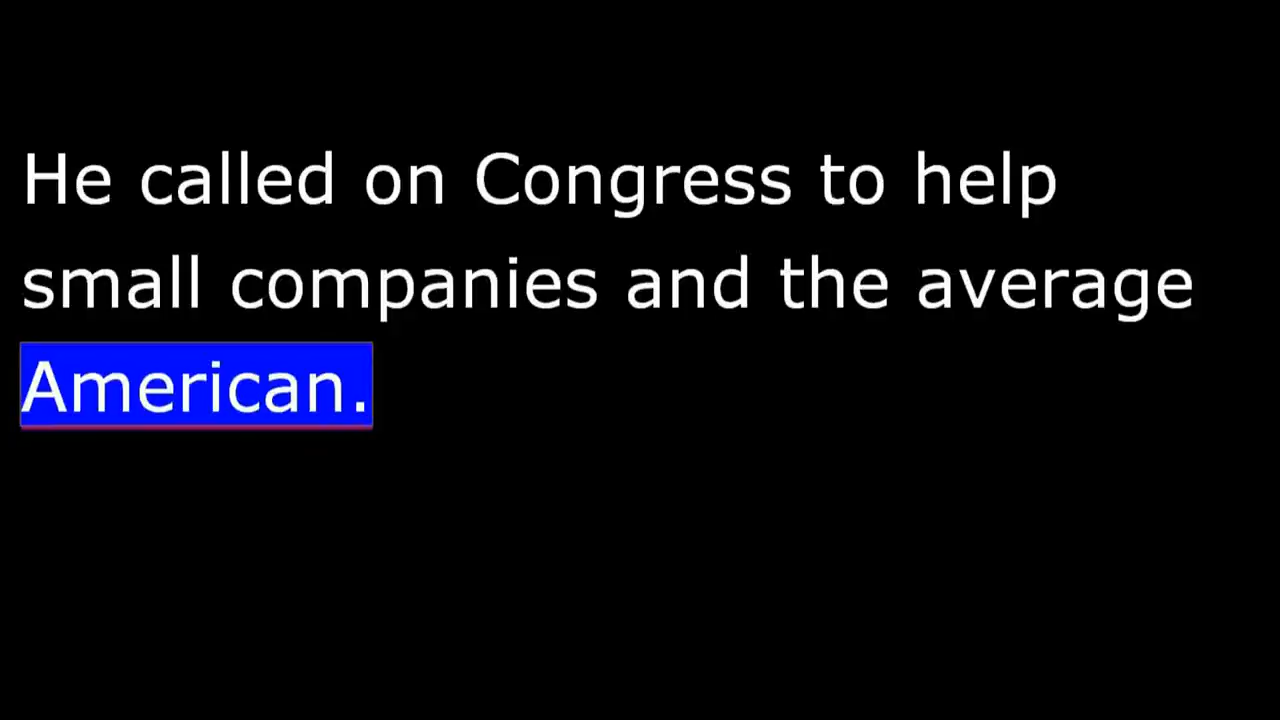 He called on Congress to help
small companies and the average
American.